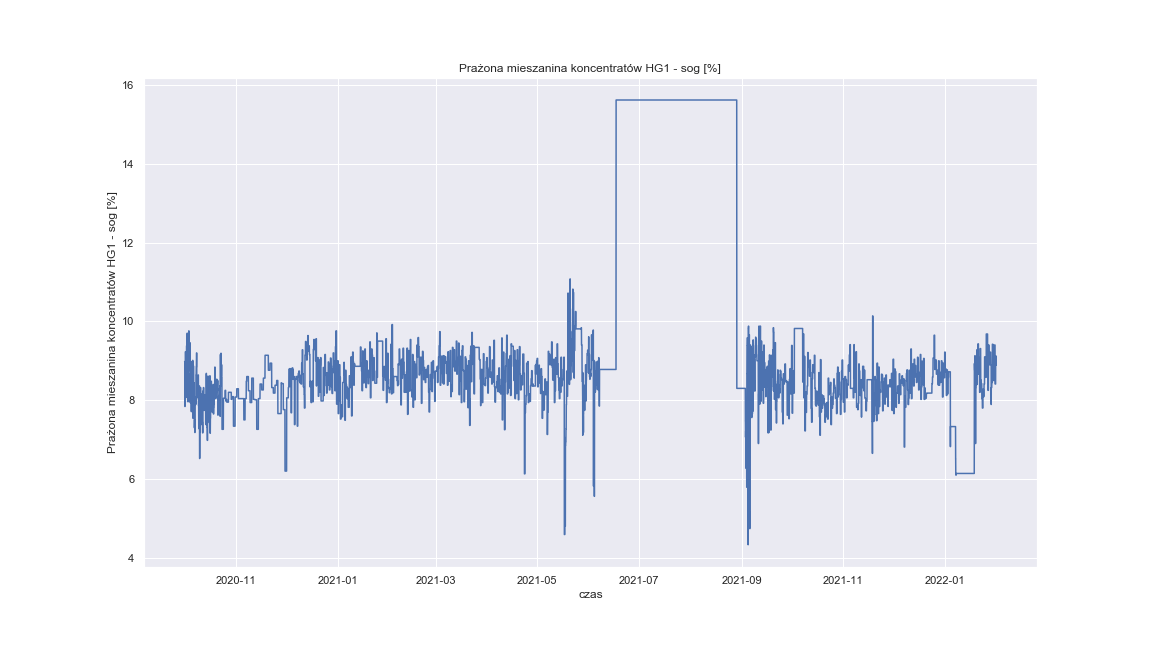 Prażona mieszanina koncentratów HG1 - sog [%]
Prażona mieszanina koncentratów HG1 - sog [%]
16
14
12
10
8
6
4
2020-11 2021-01 2021-03 2021-05 2021-07 2021-09 2021-11 2022-01
czas